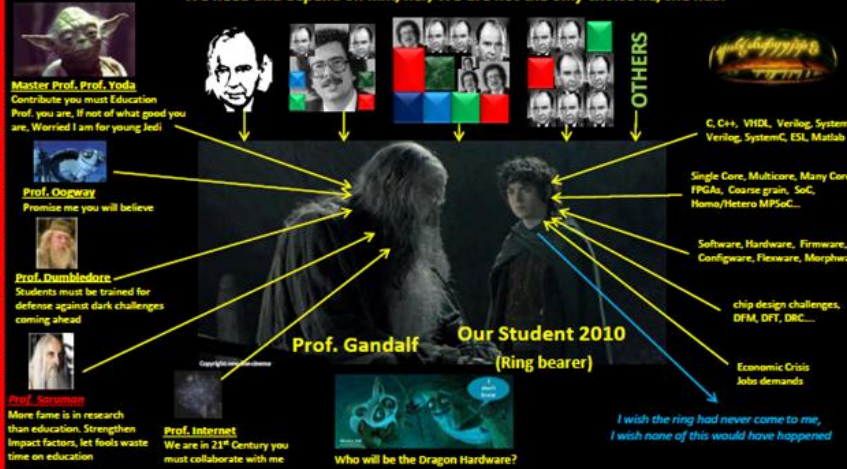 Master Prof. Prof. Yoda
Contribute you must Education
Prof. you are, If not of what good you
are, Worried I am for young Jedi
Prof. Oogway
Promise me you will believe
Prof. Dumbledore
Students must be trained for
defense against dark challenges
coming ahead
Prof. Saroman
More fame is in research
than education. Strengthen
Impact factors, let fools waste
time on education
Prof. Internet
We are in 21st Century you
must collaborate with me
OTHERS
Prof. Gandalf
Our Student 2010
(Ring bearer)
I
don't
know
Who will be the Dragon Hardware?
C, C++, VHDL, Verilog, System
Verilog, SystemC, ESL, Matlab
Single Core, Multicore, Many Core
FPGAs, Coarse grain, SoC,
Homo/Hetero MPSoC...
Software, Hardware, Firmware,
Configware, Flexware, Morphwa
chip design challenges,
DFM, DFT, DRC....
Economic Crisis
Jobs demands
I wish the ring had never come to me,
I wish none of this would have happened